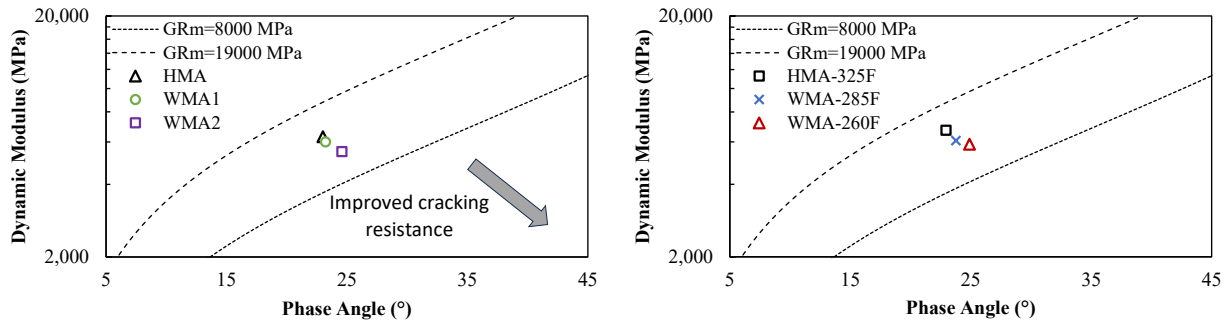 20,000
2,000
Dynamic Modulus (MPa)
GRm=8000 MPa
GRm=19000 MPa
HMA
WMA1
WMA2
Improved cracking
resistance
5 15 25 35 45
Phase Angle (°)
20,000
2,000
Dynamic Modulus (MPa)
GRm=8000 MPa
GRm=19000 MPa
HMA-325F
WMA-285F
WMA-260F
5 15 25 35 45
Phase Angle (°)